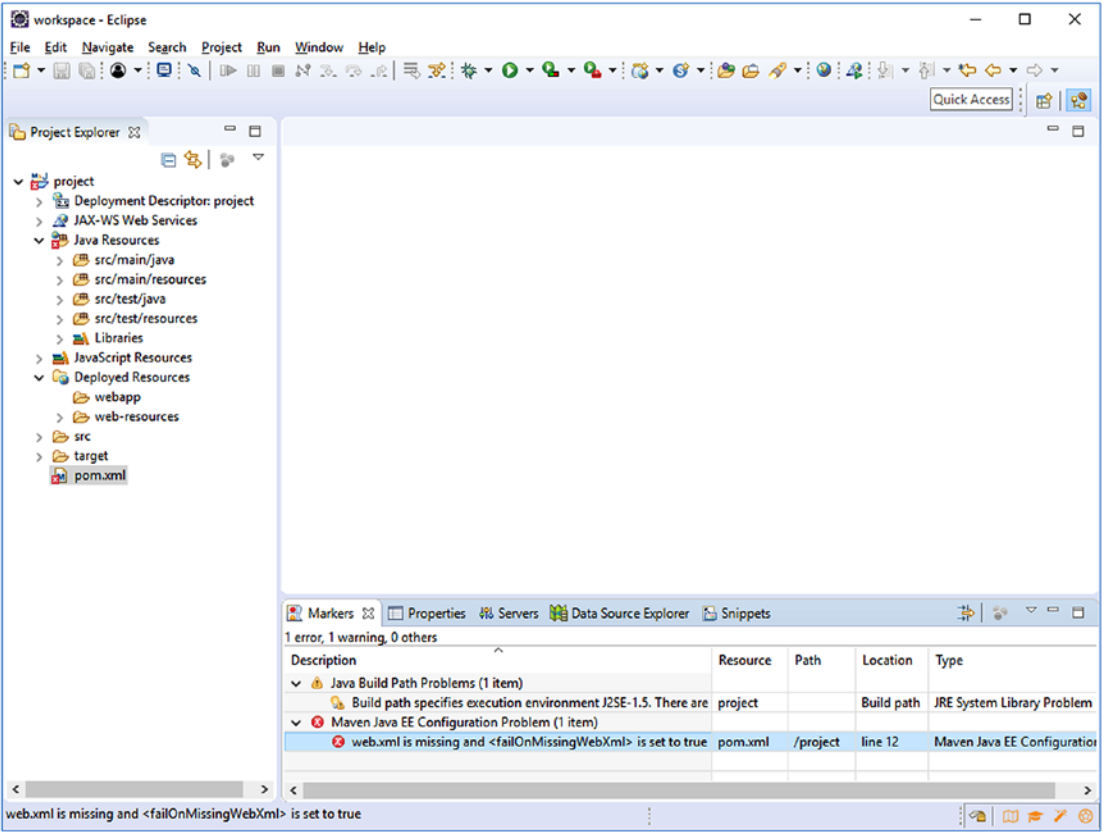 workspace - Eclipse
File Edit Navigate Search Project Run Window Help
Quick Access
Project Explorer
project
Deployment Descriptor: project
JAX-WS Web Services
Java Resources
src/main/java
src/main/resources
src/test/java
src/test/resources
Libraries
JavaScript Resources
Deployed Resources
webapp
web-resources
src
target
pom.xml
Markers Properties Servers Data Source Explorer Snippets
1 error, 1 warning, 0 others
Description Resource Path Location Type
Java Build Path Problems (1 item)
Build path specifies execution environment J2SE-1.5. There are project Build path JRE System Library Problem
Maven Java EE Configuration Problem (1 item)
web.xml is missing and <failOnMissingWebXml> is set to true pom.xml /project line 12 Maven Java EE Configuration
web.xml is missing and <failOnMissingWebXml> is set to true